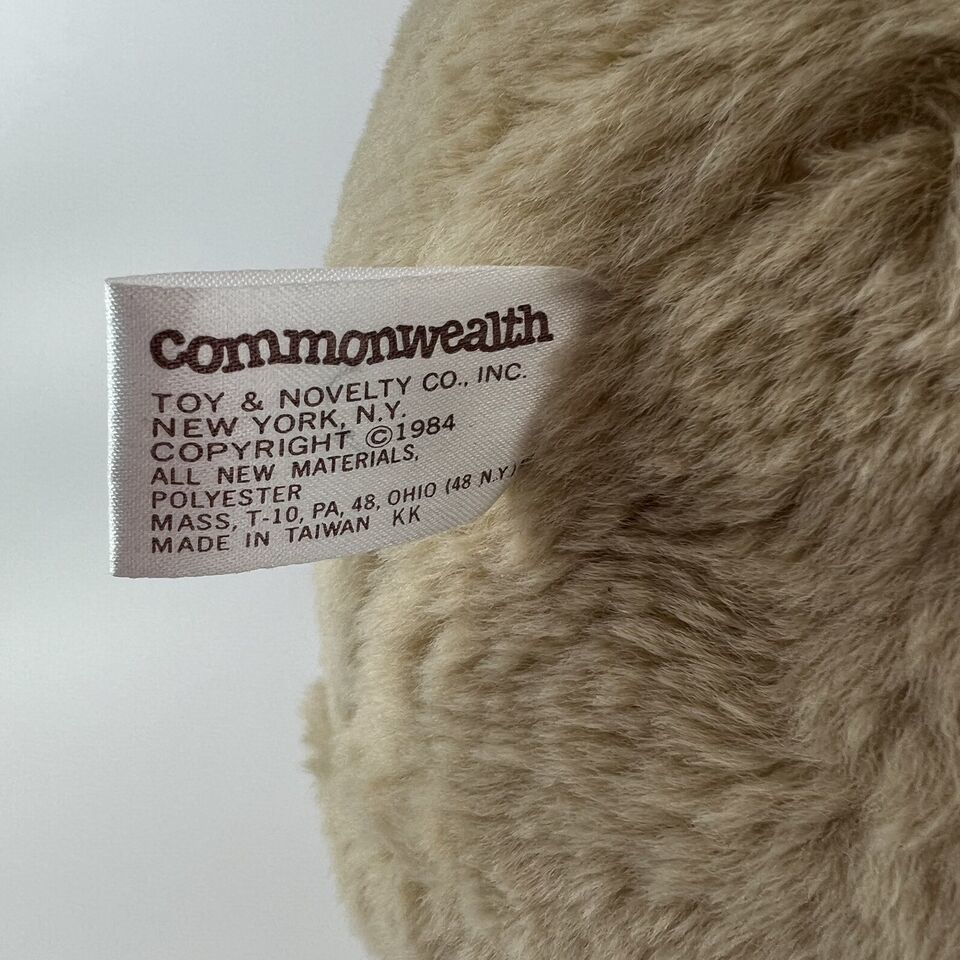 commonwealth
TOY & NOVELTY CO., INC.
NEW YORK, N.Y.
COPYRIGHT ©1984
ALL NEW MATERIALS,
POLYESTER
MASS, T-10, PA, 48, OHIO (48 N.Y.)
MADE IN TAIWAN KK